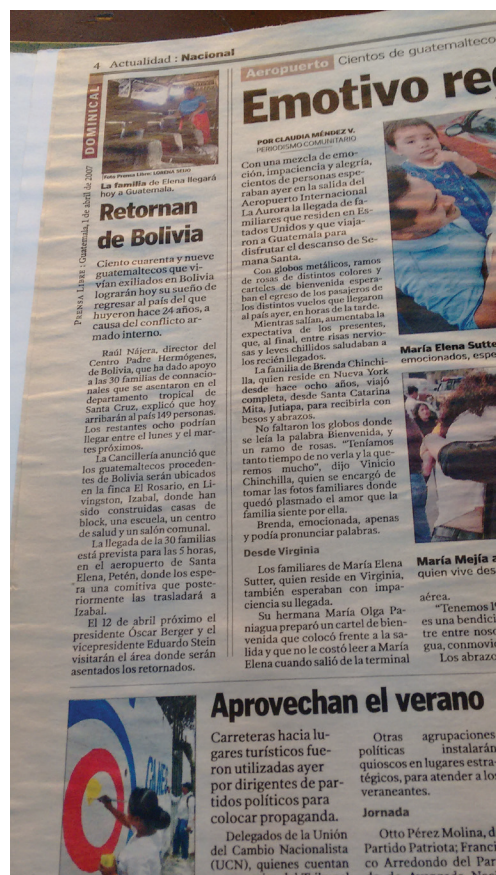 4 Actualidad : Nacional
DOMINICAL
PRENSA LIBRE : Guatemala, 1 de abril de 2007
Foto Prensa Libre: LORENA SEIJO
La familia de Elena llegará
hoy a Guatemala.
Retornan
de Bolivia
Ciento cuarenta y nueve
guatemaltecos que vi-
vían exiliados en Bolivia
lograrán hoy su sueño de
regresar al país del que
huyeron hace 24 años, a
causa del conflicto ar-
mado interno.
Raúl Nájera, director del
Centro Padre Hermógenes,
de Bolivia, que ha dado apoyo
a las 30 familias de connacio-
nales que se asentaron en el
departamento tropical de
Santa Cruz, explicó que hoy
arribarán al país 149 personas.
Los restantes ocho podrían
llegar entre el lunes y el mar-
tes próximos.
La Cancillería anunció que
los guatemaltecos proceden-
tes de Bolivia serán ubicados
en la finca El Rosario, en Li-
vingston, Izabal, donde han
sido construidas casas de
block, una escuela, un centro
de salud y un salón comunal.
La llegada de la 30 familias
está prevista para las 5 horas,
en el aeropuerto de Santa
Elena, Petén, donde los espe-
ra una comitiva que poste-
riormente las trasladará a
Izabal.
El 12 de abril próximo el
presidente Óscar Berger y el
vicepresidente Eduardo Stein
visitarán el área donde serán
asentados los retornados.
Aeropuerto Cientos de guatemalteco
Emotivo re
POR CLAUDIA MÉNDEZ V.
PERIODISMO COMUNITARIO
Con una mezcla de emo-
ción, impaciencia y alegría,
cientos de personas espe-
raban ayer en la salida del
Aeropuerto Internacional
La Aurora la llegada de fa-
miliares que residen en Es-
tados Unidos y que viaja-
ron a Guatemala para
disfrutar el descanso de Se-
mana Santa.
Con globos metálicos, ramos
de rosas de distintos colores y
carteles de bienvenida espera-
ban el egreso de los pasajeros de
los distintos vuelos que llegaron
al país ayer, en horas de la tarde.
Mientras salían, aumentaba la
expectativa de los presentes,
que, al final, entre risas nervio-
sas y leves chillidos saludaban a
los recién llegados.
La familia de Brenda Chinchi-
lla, quien reside en Nueva York
desde hace ocho años, viajó
completa, desde Santa Catarina
Mita, Jutiapa, para recibirla con
besos y abrazos.
No faltaron los globos donde
se leía la palabra Bienvenida, y
un ramo de rosas. “Teníamos
tanto tiempo de no verla y la que-
remos mucho”, dijo Vinicio
Chinchilla, quien se encargó de
tomar las fotos familiares donde
quedó plasmado el amor que la
familia siente por ella.
Brenda, emocionada, apenas
y podía pronunciar palabras.
Desde Virginia
Los familiares de María Elena
Sutter, quien reside en Virginia,
también esperaban con impa-
ciencia su llegada.
Su hermana María Olga Pa-
niagua preparó un cartel de bien-
venida que colocó frente a la sa-
lida y que no le costó leer a María
Elena cuando salió de la terminal
María Elena Sutter
emocionados, espe
María Mejía a
quien vive des
aérea.
“Tenemos 19
es una bendici
tre entre noso
gua, conmovid
Los abrazo
Aprovechan el verano
Carreteras hacia lu-
gares turísticos fue-
ron utilizadas ayer
por dirigentes de par-
tidos políticos para
colocar propaganda.
Delegados de la Unión
del Cambio Nacionalista
(UCN), quienes cuentan
Otras agrupaciones
políticas instalarán
quioscos en lugares estra-
tégicos, para atender a los
veraneantes.
Jornada
Otto Pérez Molina, d
Partido Patriota; Franci
co Arredondo del Par